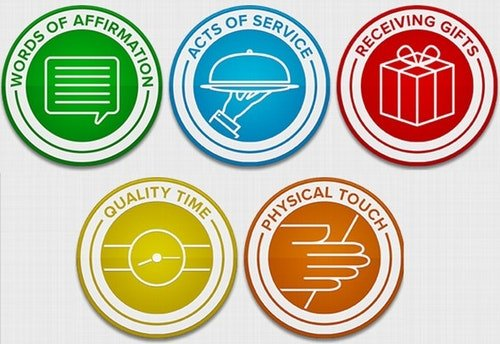 WORDS OF AFFIRMATION
ACTS OF SERVICE
RECEIVING GIFTS
QUALITY TIME
PHYSICAL TOUCH